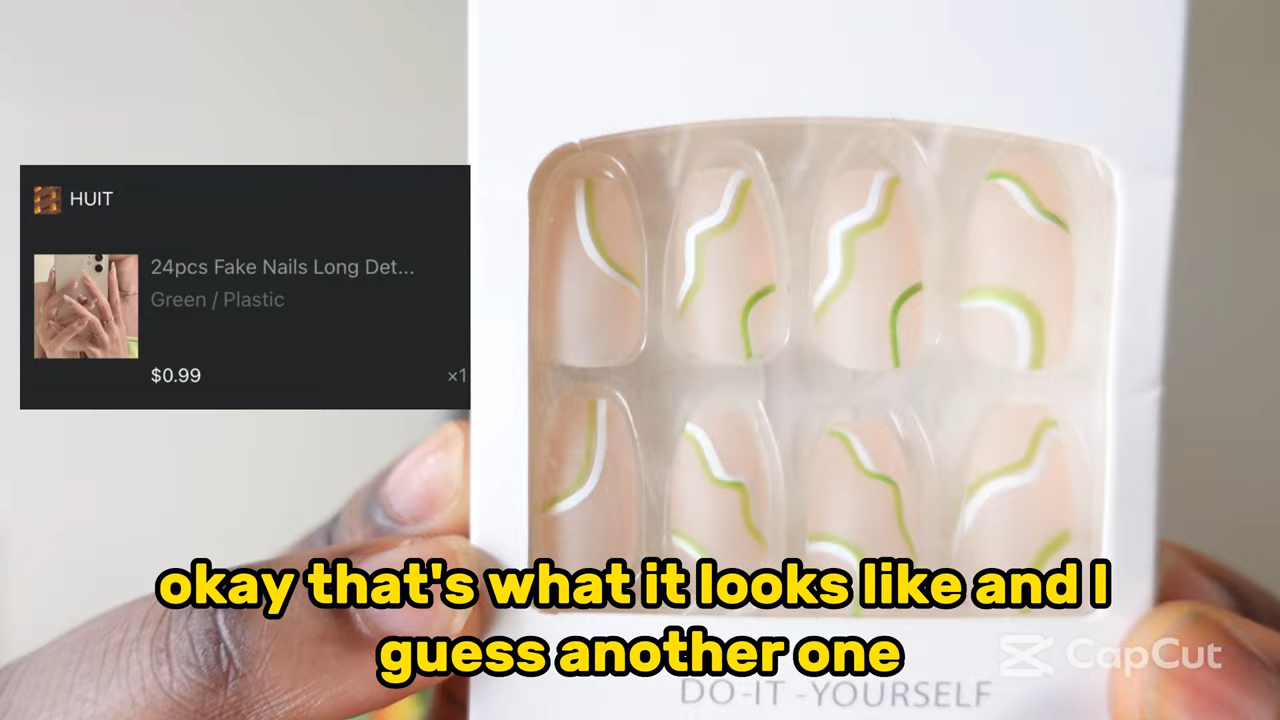 HUIT
24pcs Fake Nails Long Det...
Green / Plastic
$0.99
×1
okay that's what it looks like and I
guess another one
CapCut
DO-IT -YOURSELF